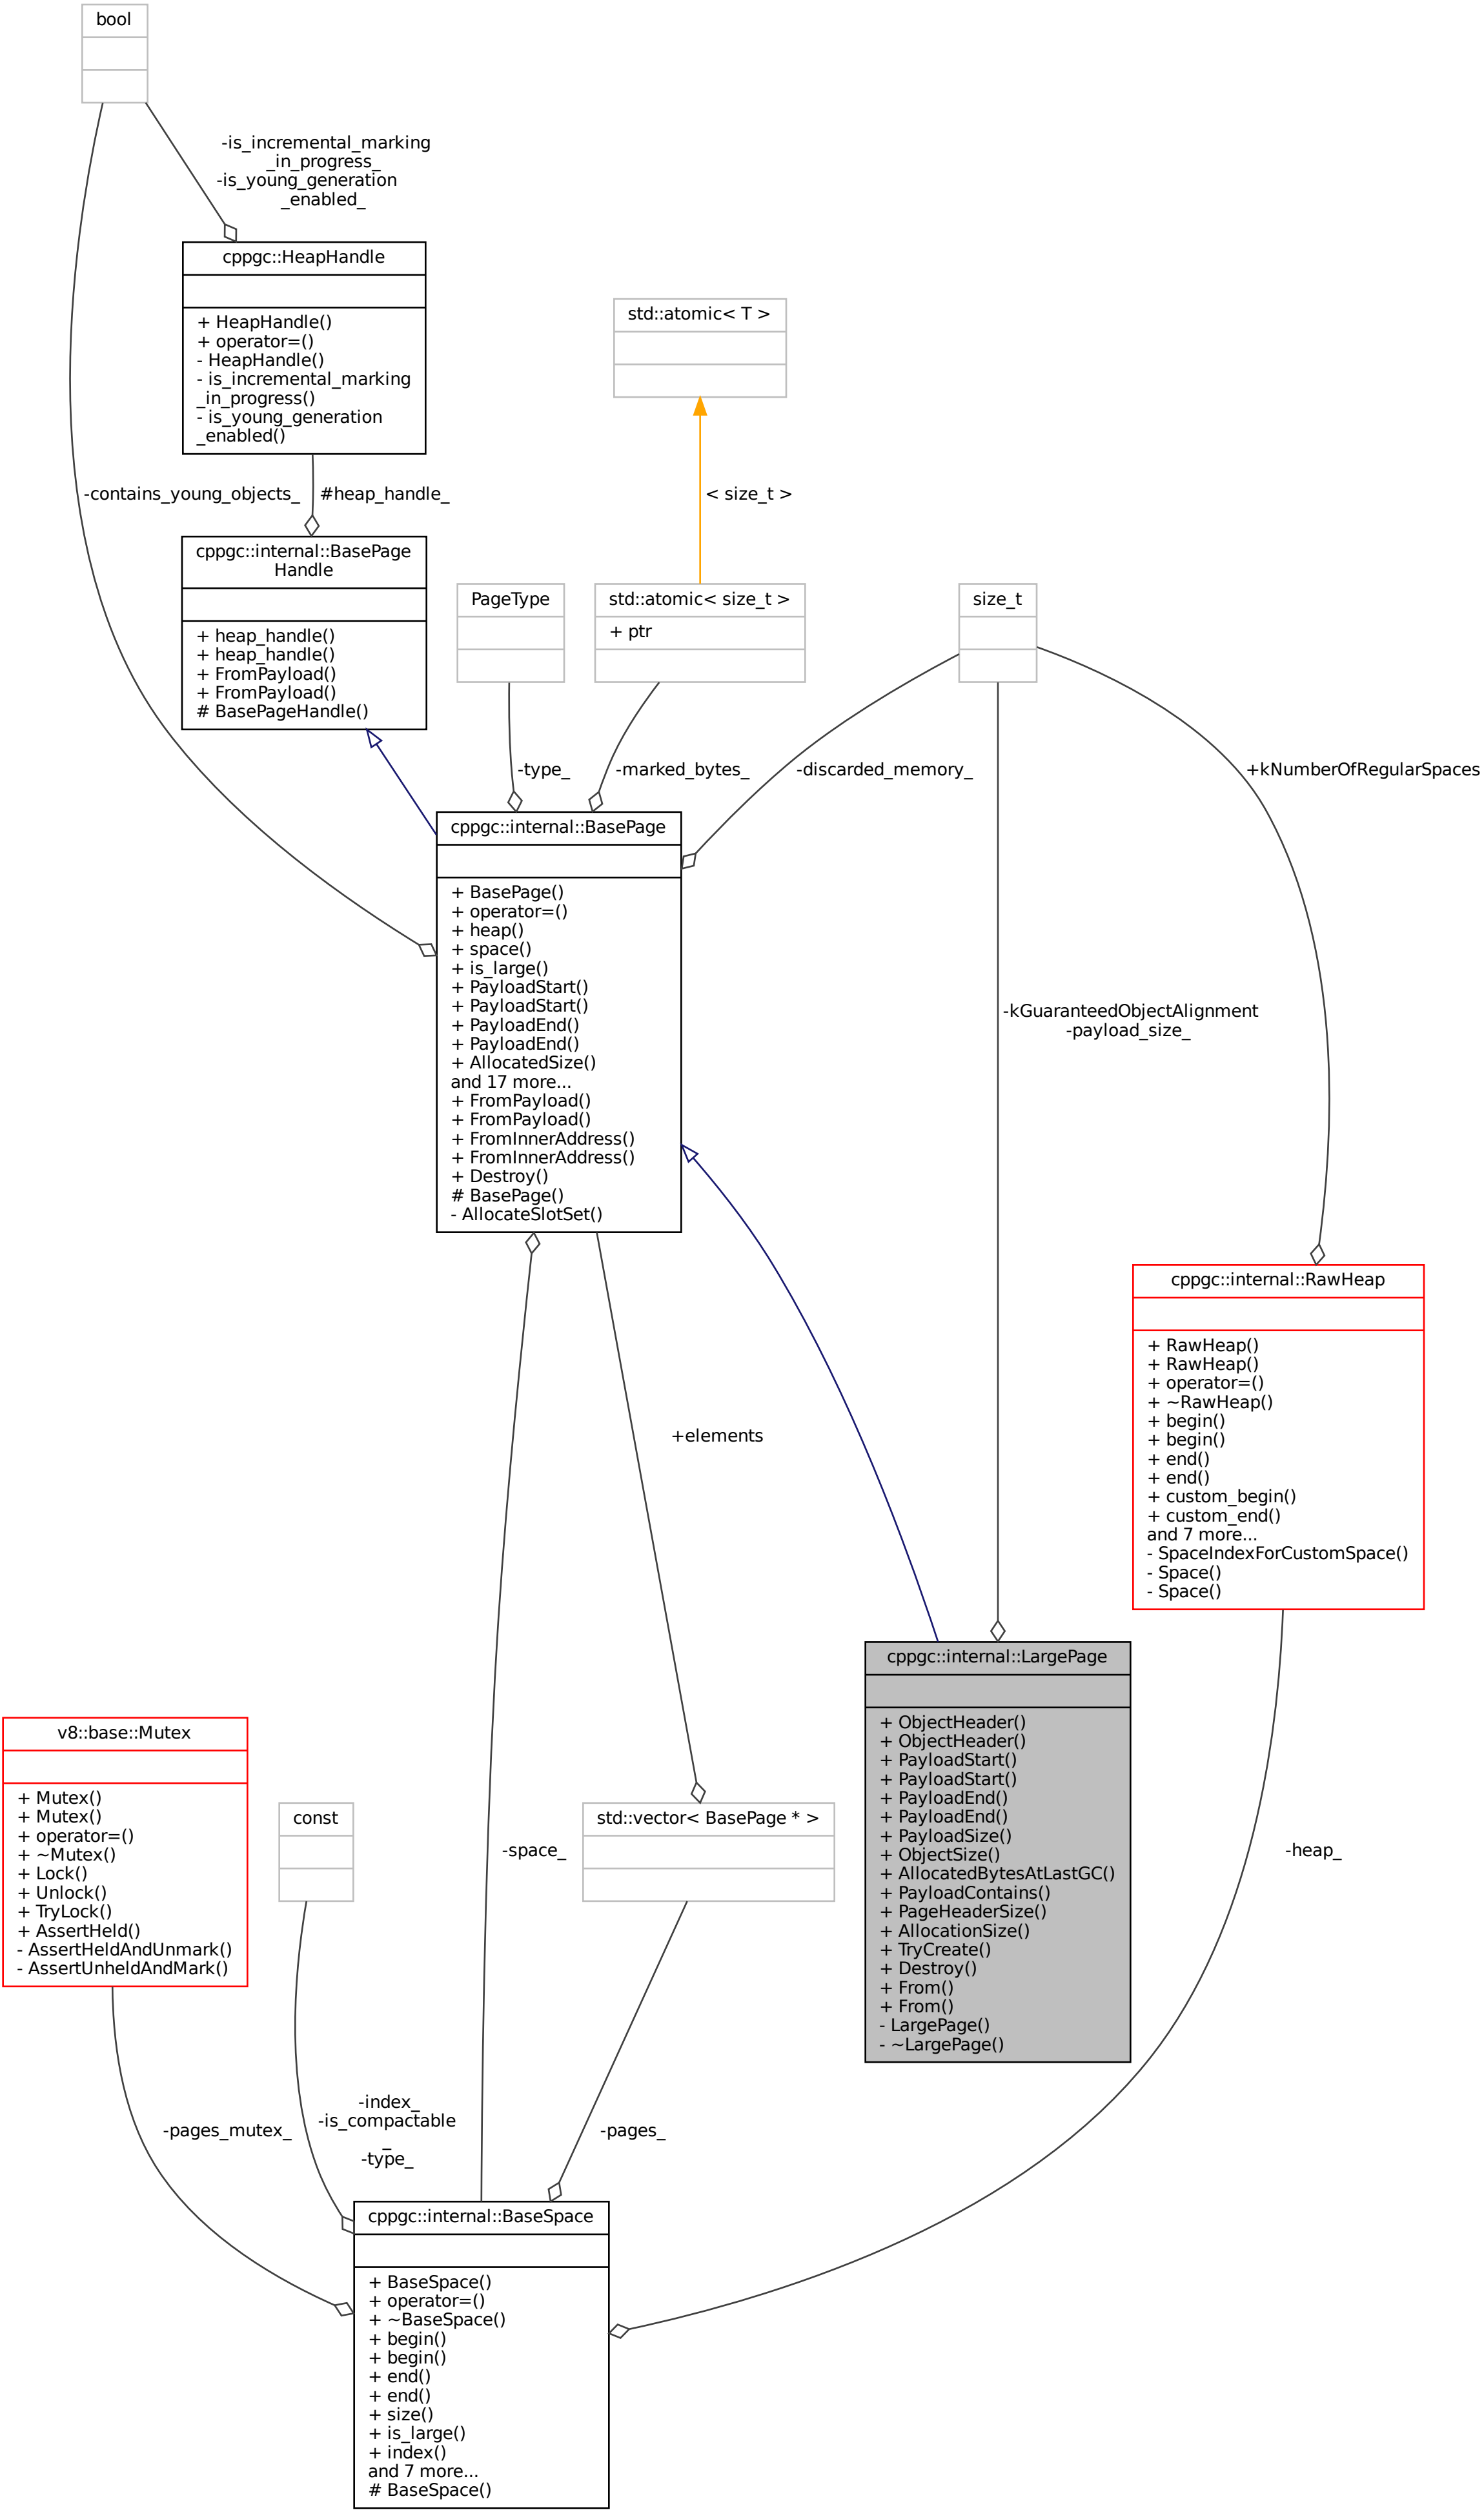 bool
-is_incremental_marking
_in_progress_
-is_young_generation
_enabled_
cppgc::HeapHandle
+ HeapHandle()
+ operator=()
- HeapHandle()
- is_incremental_marking
_in_progress()
- is_young_generation
_enabled()
std::atomic< T >
-contains_young_objects_
#heap_handle_
< size_t >
cppgc::internal::BasePage
Handle
+ heap_handle()
+ heap_handle()
+ FromPayload()
+ FromPayload()
# BasePageHandle()
PageType
std::atomic< size_t >
+ ptr
size_t
-type_
-marked_bytes_
-discarded_memory_
+kNumberOfRegularSpaces
cppgc::internal::BasePage
+ BasePage()
+ operator=()
+ heap()
+ space()
+ is_large()
+ PayloadStart()
+ PayloadStart()
+ PayloadEnd()
+ PayloadEnd()
+ AllocatedSize()
and 17 more...
+ FromPayload()
+ FromPayload()
+ FromInnerAddress()
+ FromInnerAddress()
+ Destroy()
# BasePage()
- AllocateSlotSet()
-kGuaranteedObjectAlignment
-payload_size_
cppgc::internal::RawHeap
+ RawHeap()
+ RawHeap()
+ operator=()
+ ~RawHeap()
+ begin()
+ begin()
+ end()
+ end()
+ custom_begin()
+ custom_end()
and 7 more...
- SpaceIndexForCustomSpace()
- Space()
- Space()
+elements
cppgc::internal::LargePage
+ ObjectHeader()
+ ObjectHeader()
+ PayloadStart()
+ PayloadStart()
+ PayloadEnd()
+ PayloadEnd()
+ PayloadSize()
+ ObjectSize()
+ AllocatedBytesAtLastGC()
+ PayloadContains()
+ PageHeaderSize()
+ AllocationSize()
+ TryCreate()
+ Destroy()
+ From()
+ From()
- LargePage()
- ~LargePage()
v8::base::Mutex
+ Mutex()
+ Mutex()
+ operator=()
+ ~Mutex()
+ Lock()
+ Unlock()
+ TryLock()
+ AssertHeld()
- AssertHeldAndUnmark()
- AssertUnheldAndMark()
const
std::vector< BasePage * >
-space_
-heap_
-pages_mutex_
-index_
-is_compactable
_
-type_
-pages_
cppgc::internal::BaseSpace
+ BaseSpace()
+ operator=()
+ ~BaseSpace()
+ begin()
+ begin()
+ end()
+ end()
+ size()
+ is_large()
+ index()
and 7 more...
# BaseSpace()